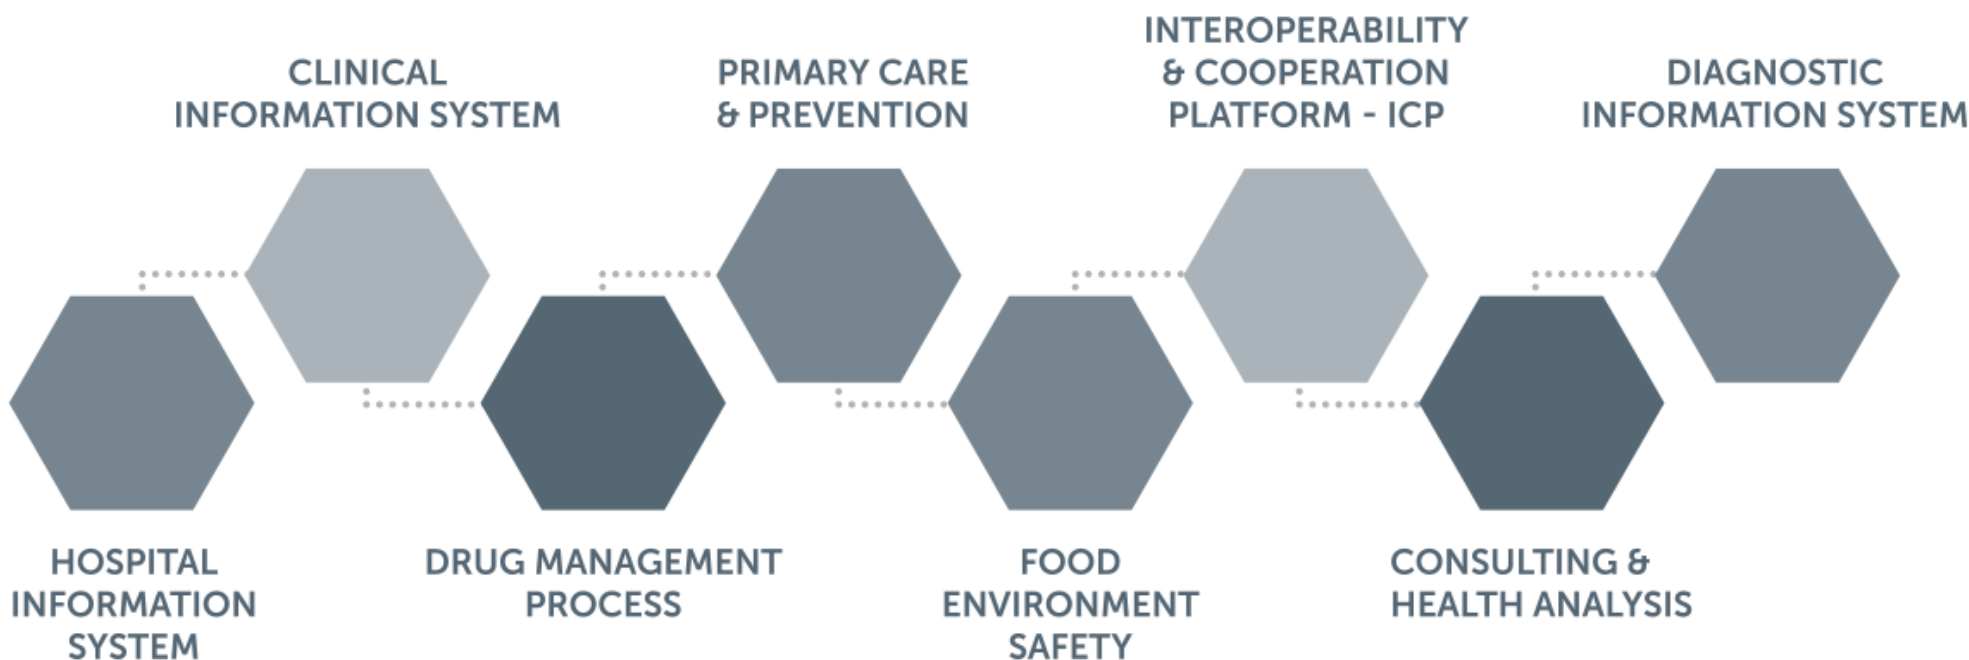 CLINICAL
INFORMATION SYSTEM
PRIMARY CARE
& PREVENTION
INTEROPERABILITY
& COOPERATION
PLATFORM - ICP
DIAGNOSTIC
INFORMATION SYSTEM
HOSPITAL
INFORMATION
SYSTEM
DRUG MANAGEMENT
PROCESS
FOOD
ENVIRONMENT
SAFETY
CONSULTING &
HEALTH ANALYSIS